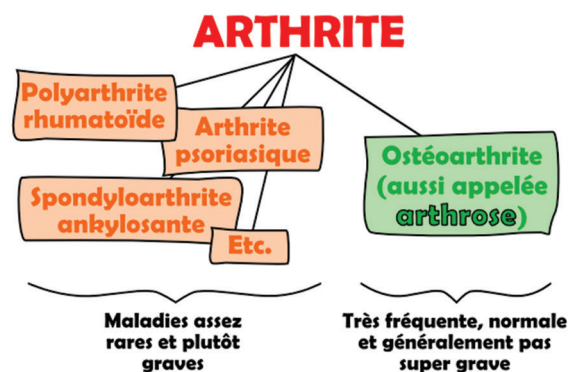 ARTHRITE
Polyarthrite
rhumatoïde
Arthrite
psoriasique
Spondyloarthrite
ankylosante
Etc.
Ostéoarthrite
(aussi appelée
arthrose)
Maladies assez
rares et plutôt
graves
Très fréquente, normale
et généralement pas
super grave